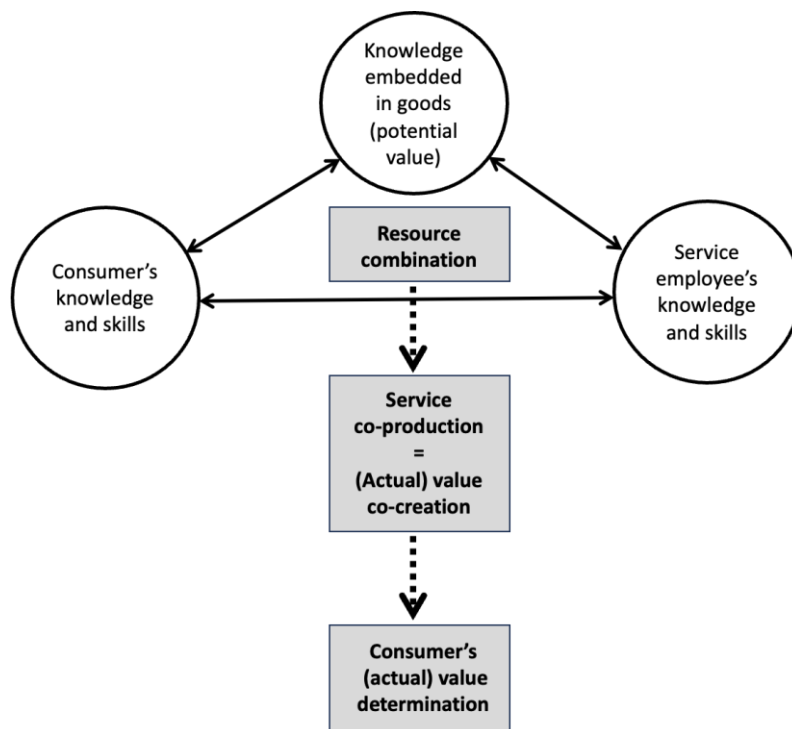 Knowledge
embedded
in goods
(potential
value)
Resource
combination
Consumer's
knowledge
and skills
Service
employee's
knowledge
and skills
Service
co-production
=
(Actual) value
co-creation
Consumer's
(actual) value
determination